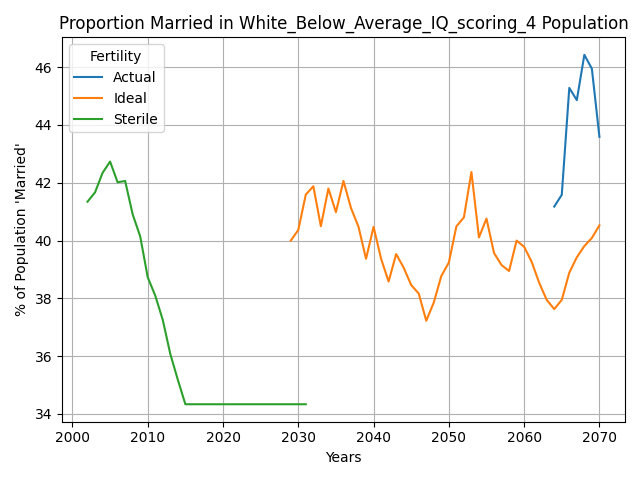 Proportion Married in White_Below_Average_IQ_scoring_4 Population
Fertility
Actual
Ideal
Sterile
% of Population 'Married'
46
44
42
40
38
36
34
2000
2010
2020
2030
2040
2050
2060
2070
Years